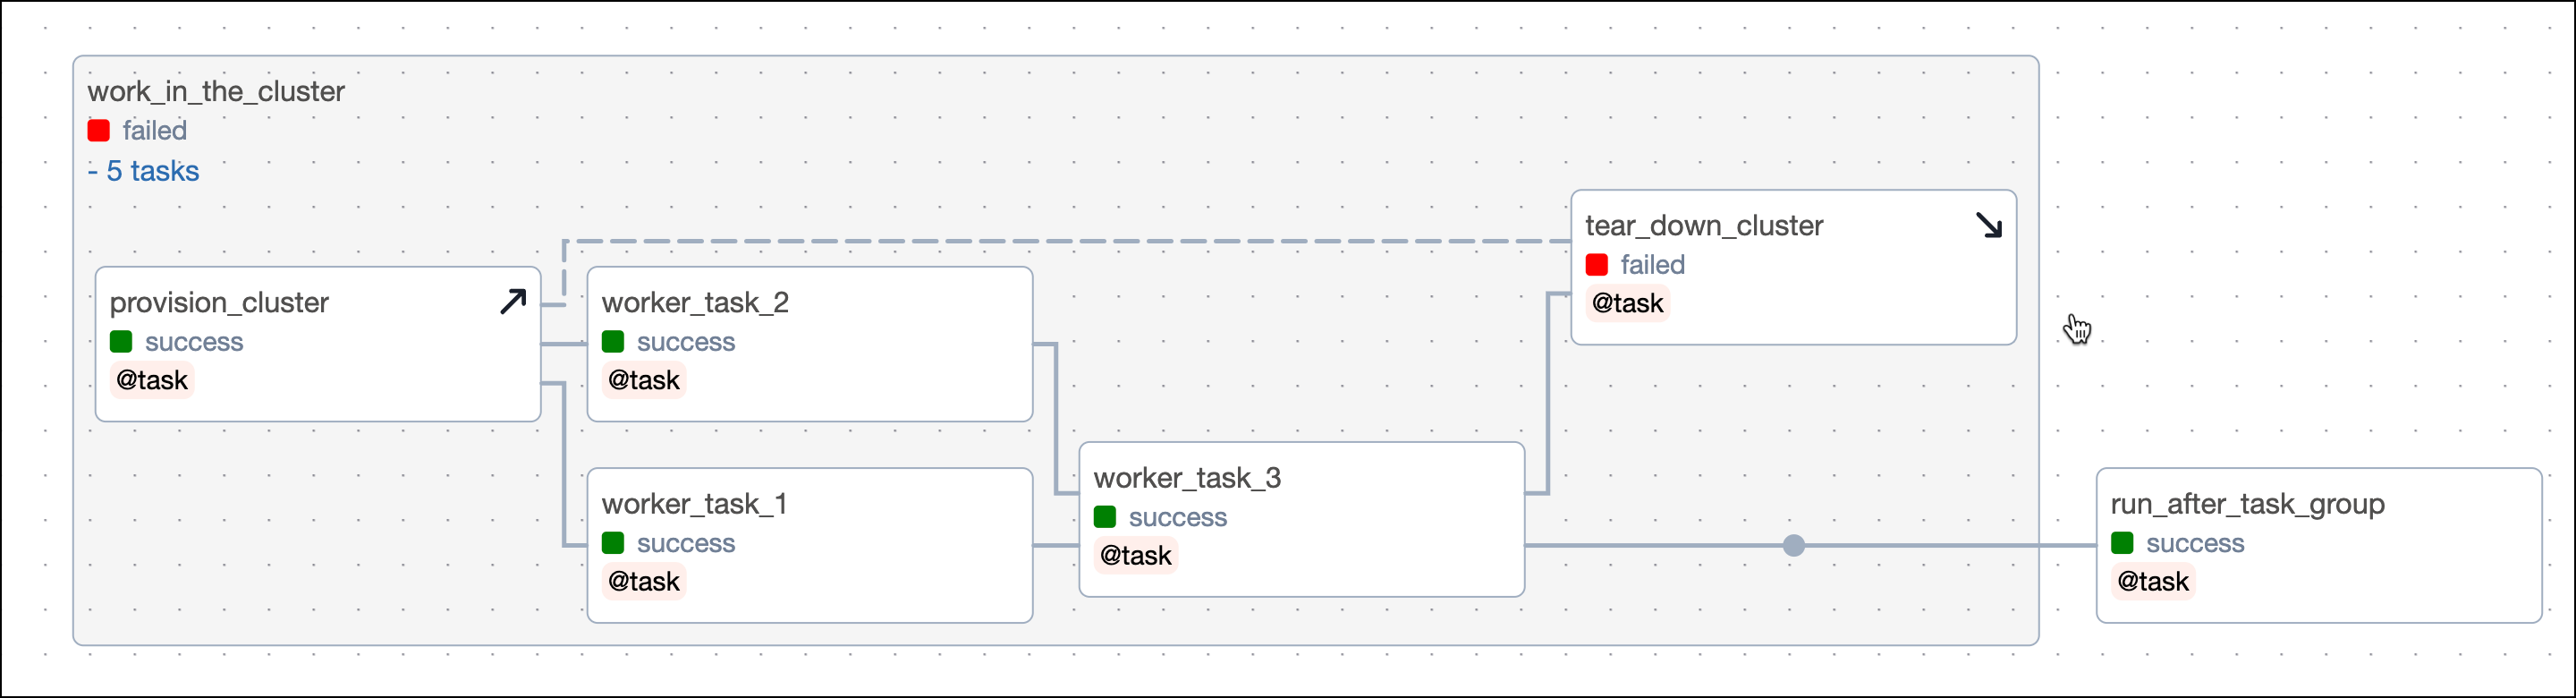 work_in_the_cluster
failed
- 5 tasks
provision_cluster
success
@task
worker_task_2
success
@task
worker_task_1
success
@task
worker_task_3
success
@task
tear_down_cluster
failed
@task
run_after_task_group
success
@task